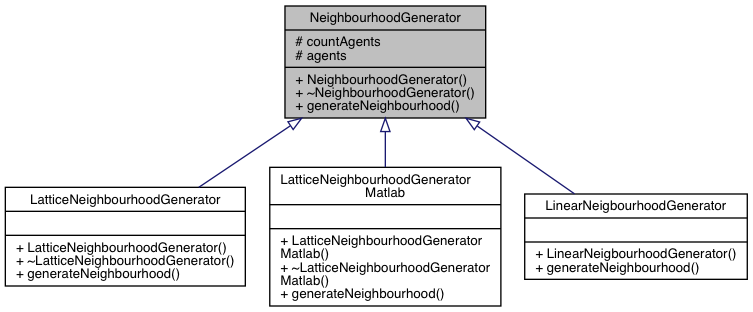 NeighbourhoodGenerator
# countAgents
# agents
+ NeighbourhoodGenerator()
+ ~NeighbourhoodGenerator()
+ generateNeighbourhood()
LatticeNeighbourhoodGenerator
+ LatticeNeighbourhoodGenerator()
+ ~LatticeNeighbourhoodGenerator()
+ generateNeighbourhood()
LatticeNeighbourhoodGenerator
Matlab
+ LatticeNeighbourhoodGenerator
Matlab()
+ ~LatticeNeighbourhoodGenerator
Matlab()
+ generateNeighbourhood()
LinearNeigbourhoodGenerator
+ LinearNeigbourhoodGenerator()
+ generateNeighbourhood()